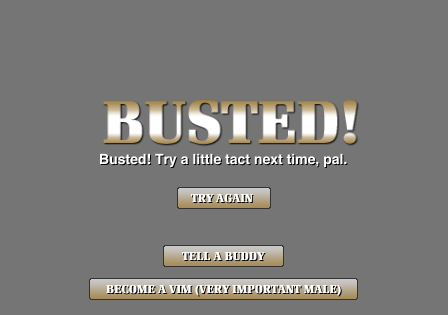 BUSTED!
Busted! Try a little tact next time, pal.
TRY AGAIN
TELL A BUDDY
BECOME A VIM (VERY IMPORTANT MALE)